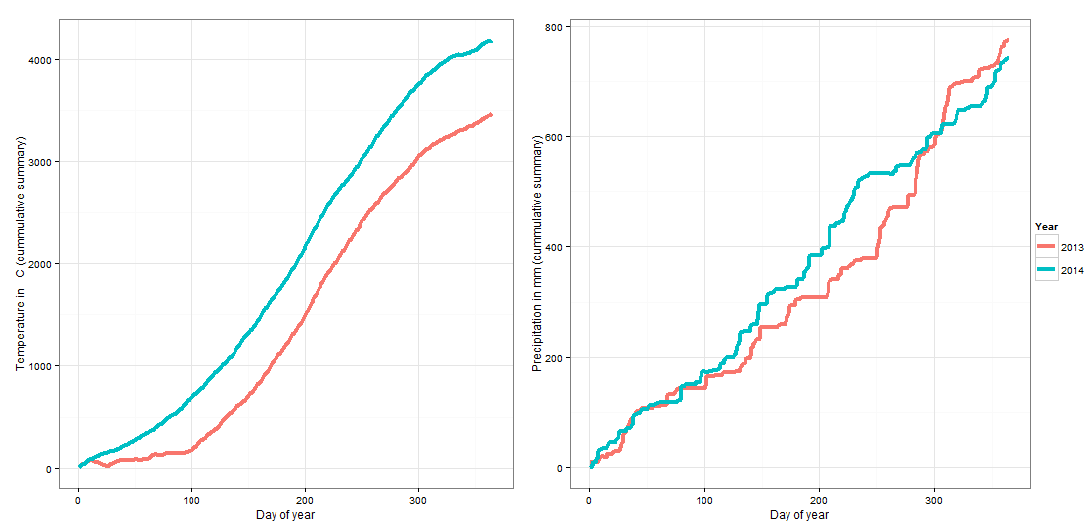 Temperature in   C (cummulative summary)
4000
3000
2000
1000
0
0 100 200 300
Day of year
Precipitation in mm (cummulative summary)
800
600
400
200
0
0 100 200 300
Day of year
Year
2013
2014